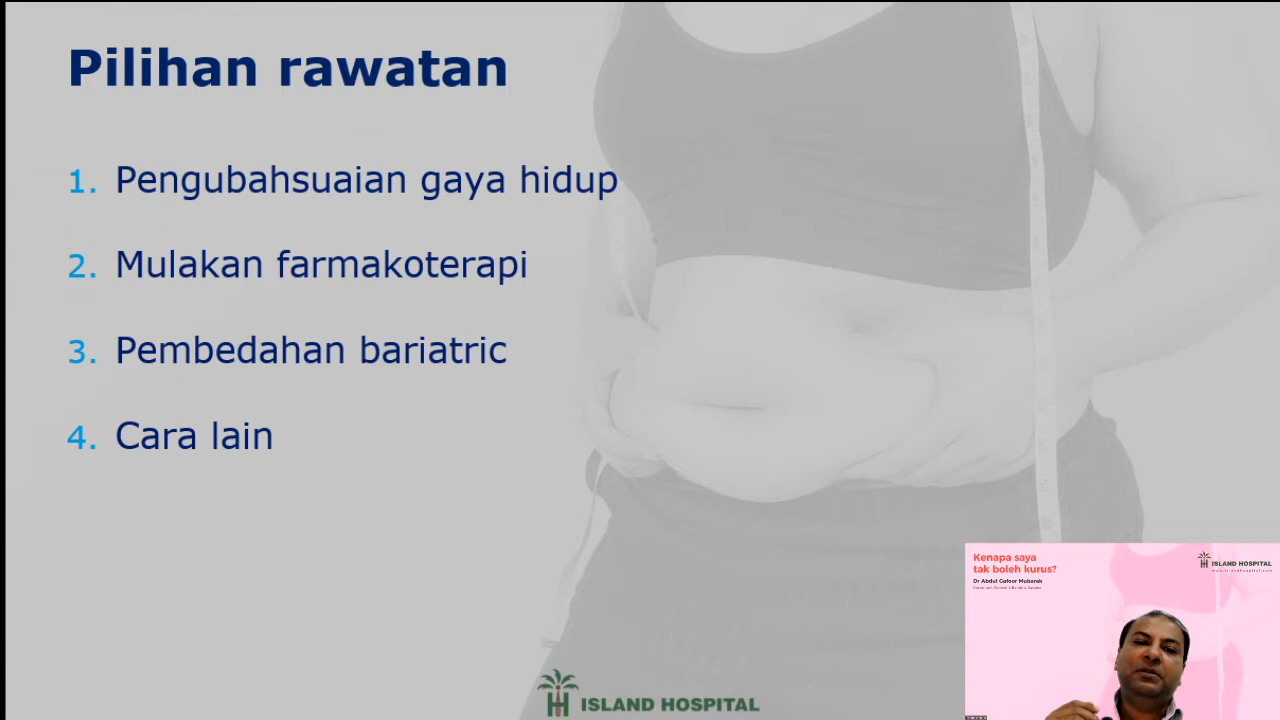 Pilihan rawatan
1. Pengubahsuaian gaya hidup
2. Mulakan farmakoterapi
3. Pembedahan bariatric
4. Cara lain
ISLAND HOSPITAL
Kenapa saya
tak boleh kurus?
Dr Abdul Gafoor Mubarak
ISLAND HOSPITAL